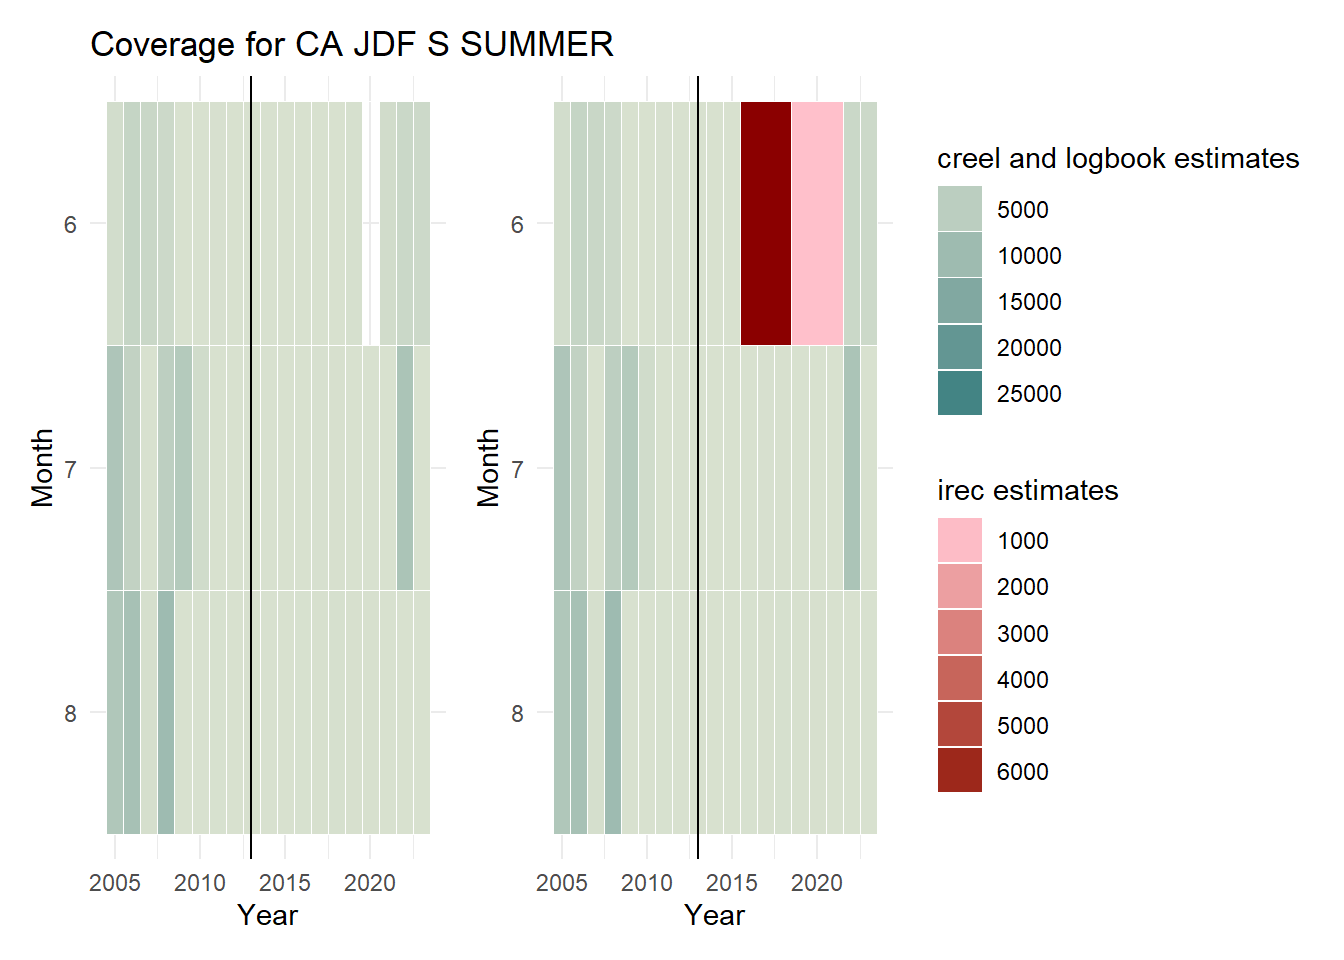 Coverage for CA JDF S SUMMER
Month
6
7
8
2005 2010 2015 2020
Year
Month
6
7
8
2005 2010 2015 2020
Year
creel and logbook estimates
5000
10000
15000
20000
25000
irec estimates
1000
2000
3000
4000
5000
6000